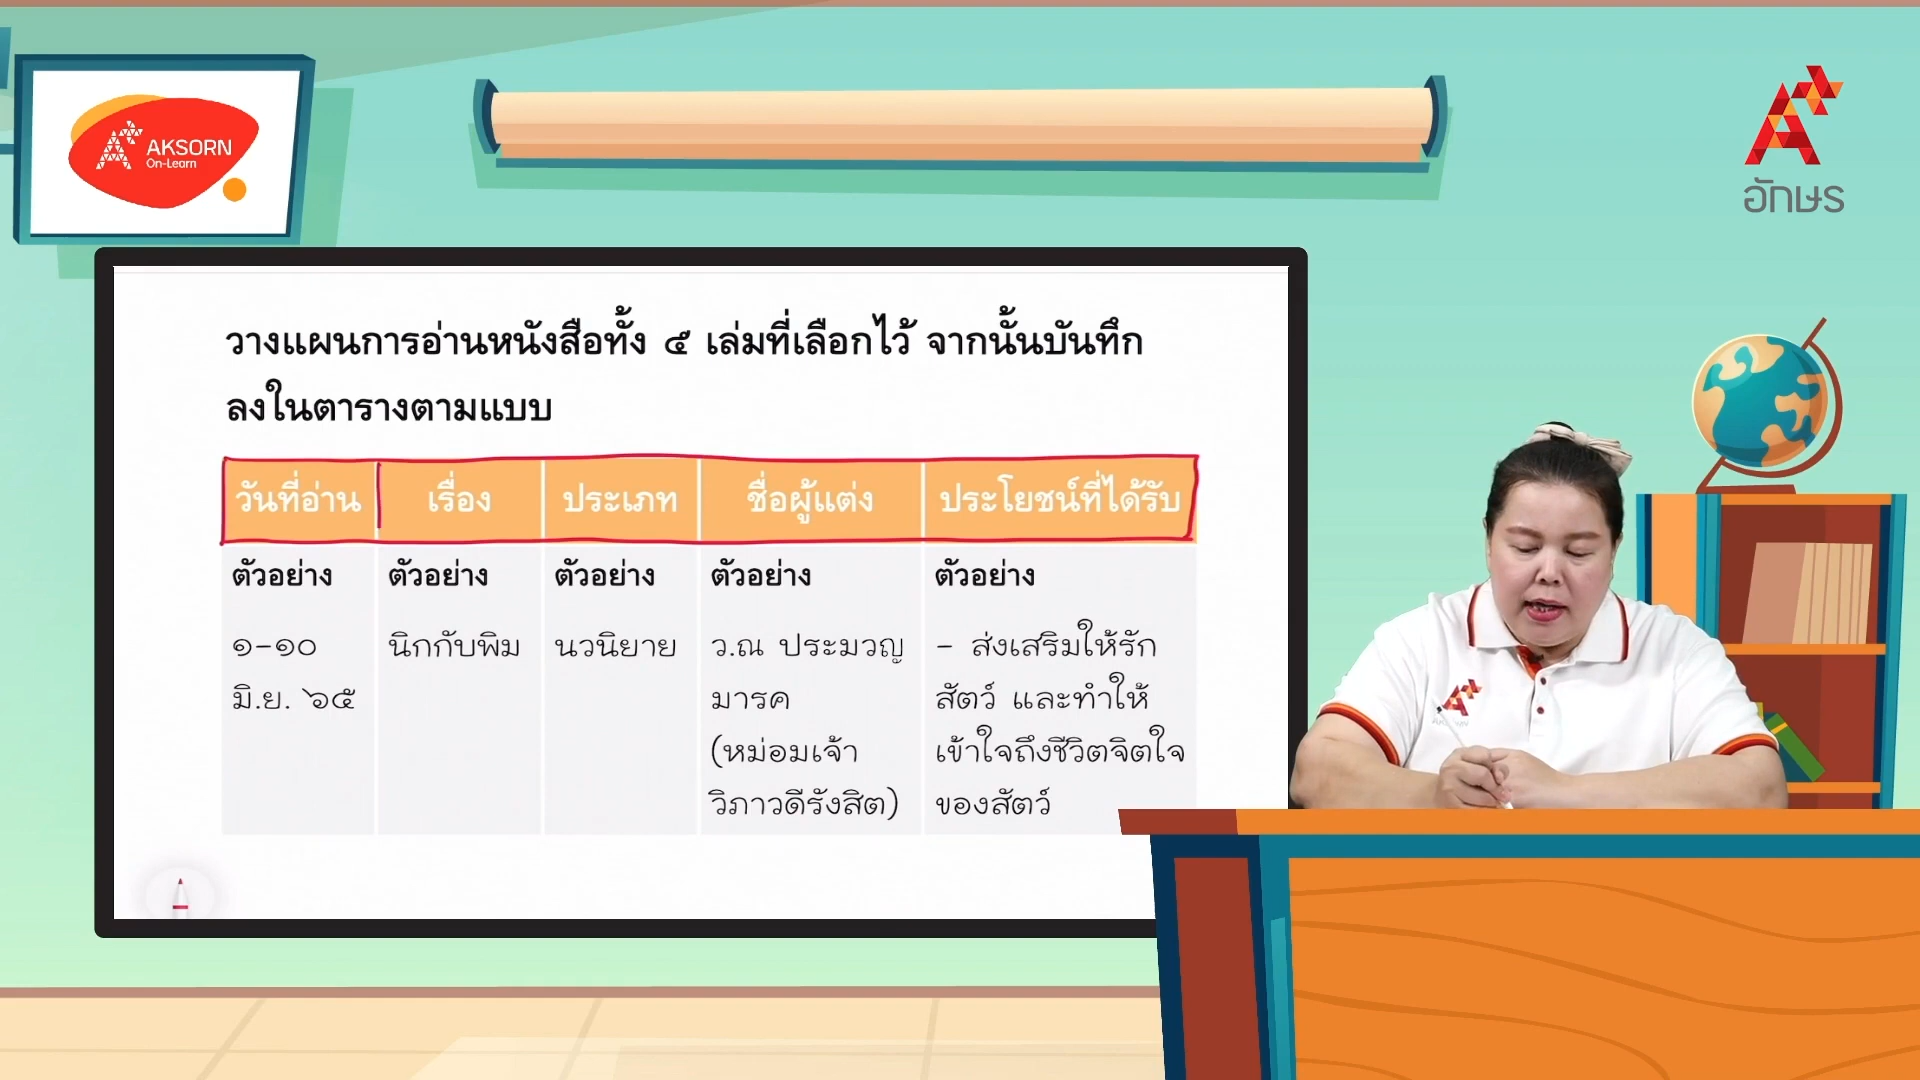 AKSORN
On-Learn
อักษร
วางแผนการอ่านหนังสือทั้ง ๕ เล่มที่เลือกไว้ จากนั้นบันทึก
ลงในตารางตามแบบ
วันที่อ่าน เรื่อง ประเภท ชื่อผู้แต่ง ประโยชน์ที่ได้รับ
ตัวอย่าง ตัวอย่าง ตัวอย่าง ตัวอย่าง ตัวอย่าง
๑-๑๐ นิกกับพิม นวนิยาย ว.ณ ประมวญ - ส่งเสริมให้รัก
มิ.ย. ๖๕ มารค สัตว์ และทำให้
(หม่อมเจ้า เข้าใจถึงชีวิตจิตใจ
วิภาวดีรังสิต) ของสัตว์